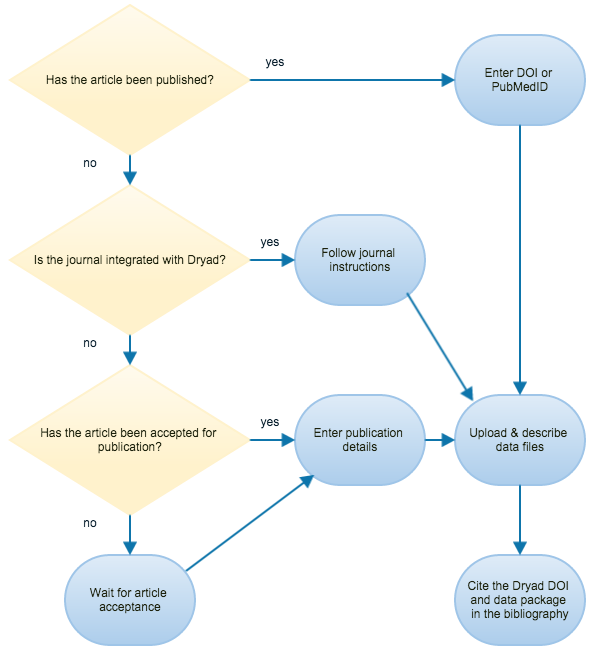 Has the article been published?
yes
Enter DOI or
PubMedID
no
Is the journal integrated with Dryad?
yes
Follow journal
instructions
no
Has the article been accepted for
publication?
yes
Enter publication
details
Upload & describe
data files
no
Wait for article
acceptance
Cite the Dryad DOI
and data package
in the bibliography